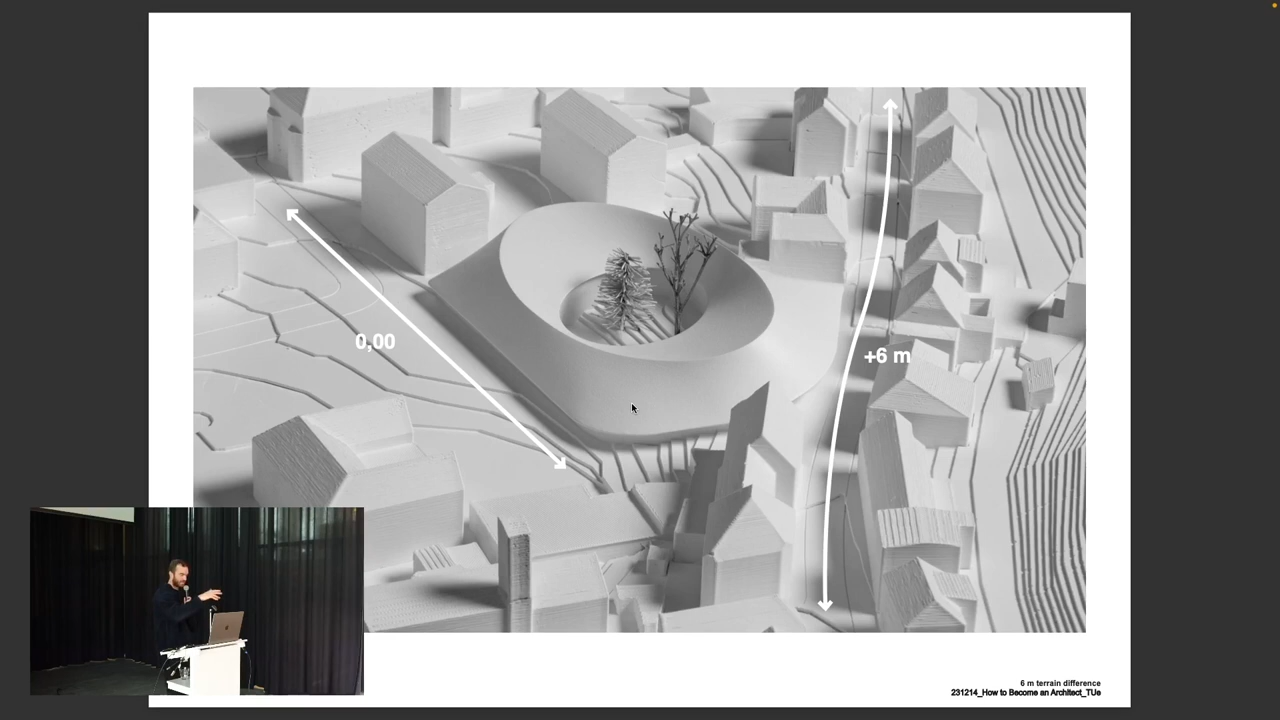 0,00
+6 m
6 m terrain difference
231214_How to Become an Architect_TUe